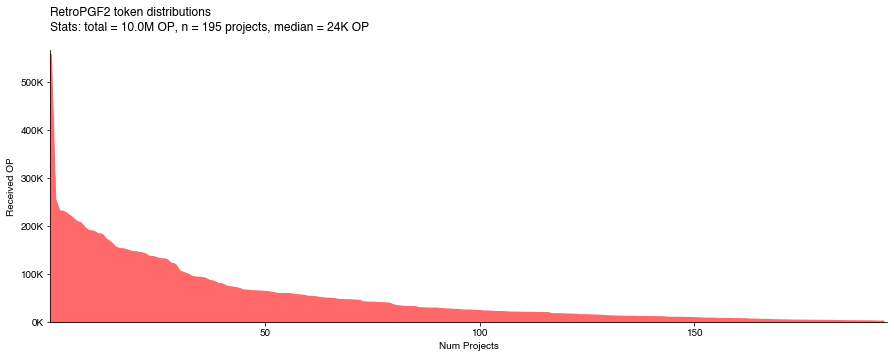 RetroPGF2 token distributions
Stats: total = 10.0M OP, n = 195 projects, median = 24K OP
500K
400K
300K
200K
100K
0K
Received OP
50
100
150
Num Projects